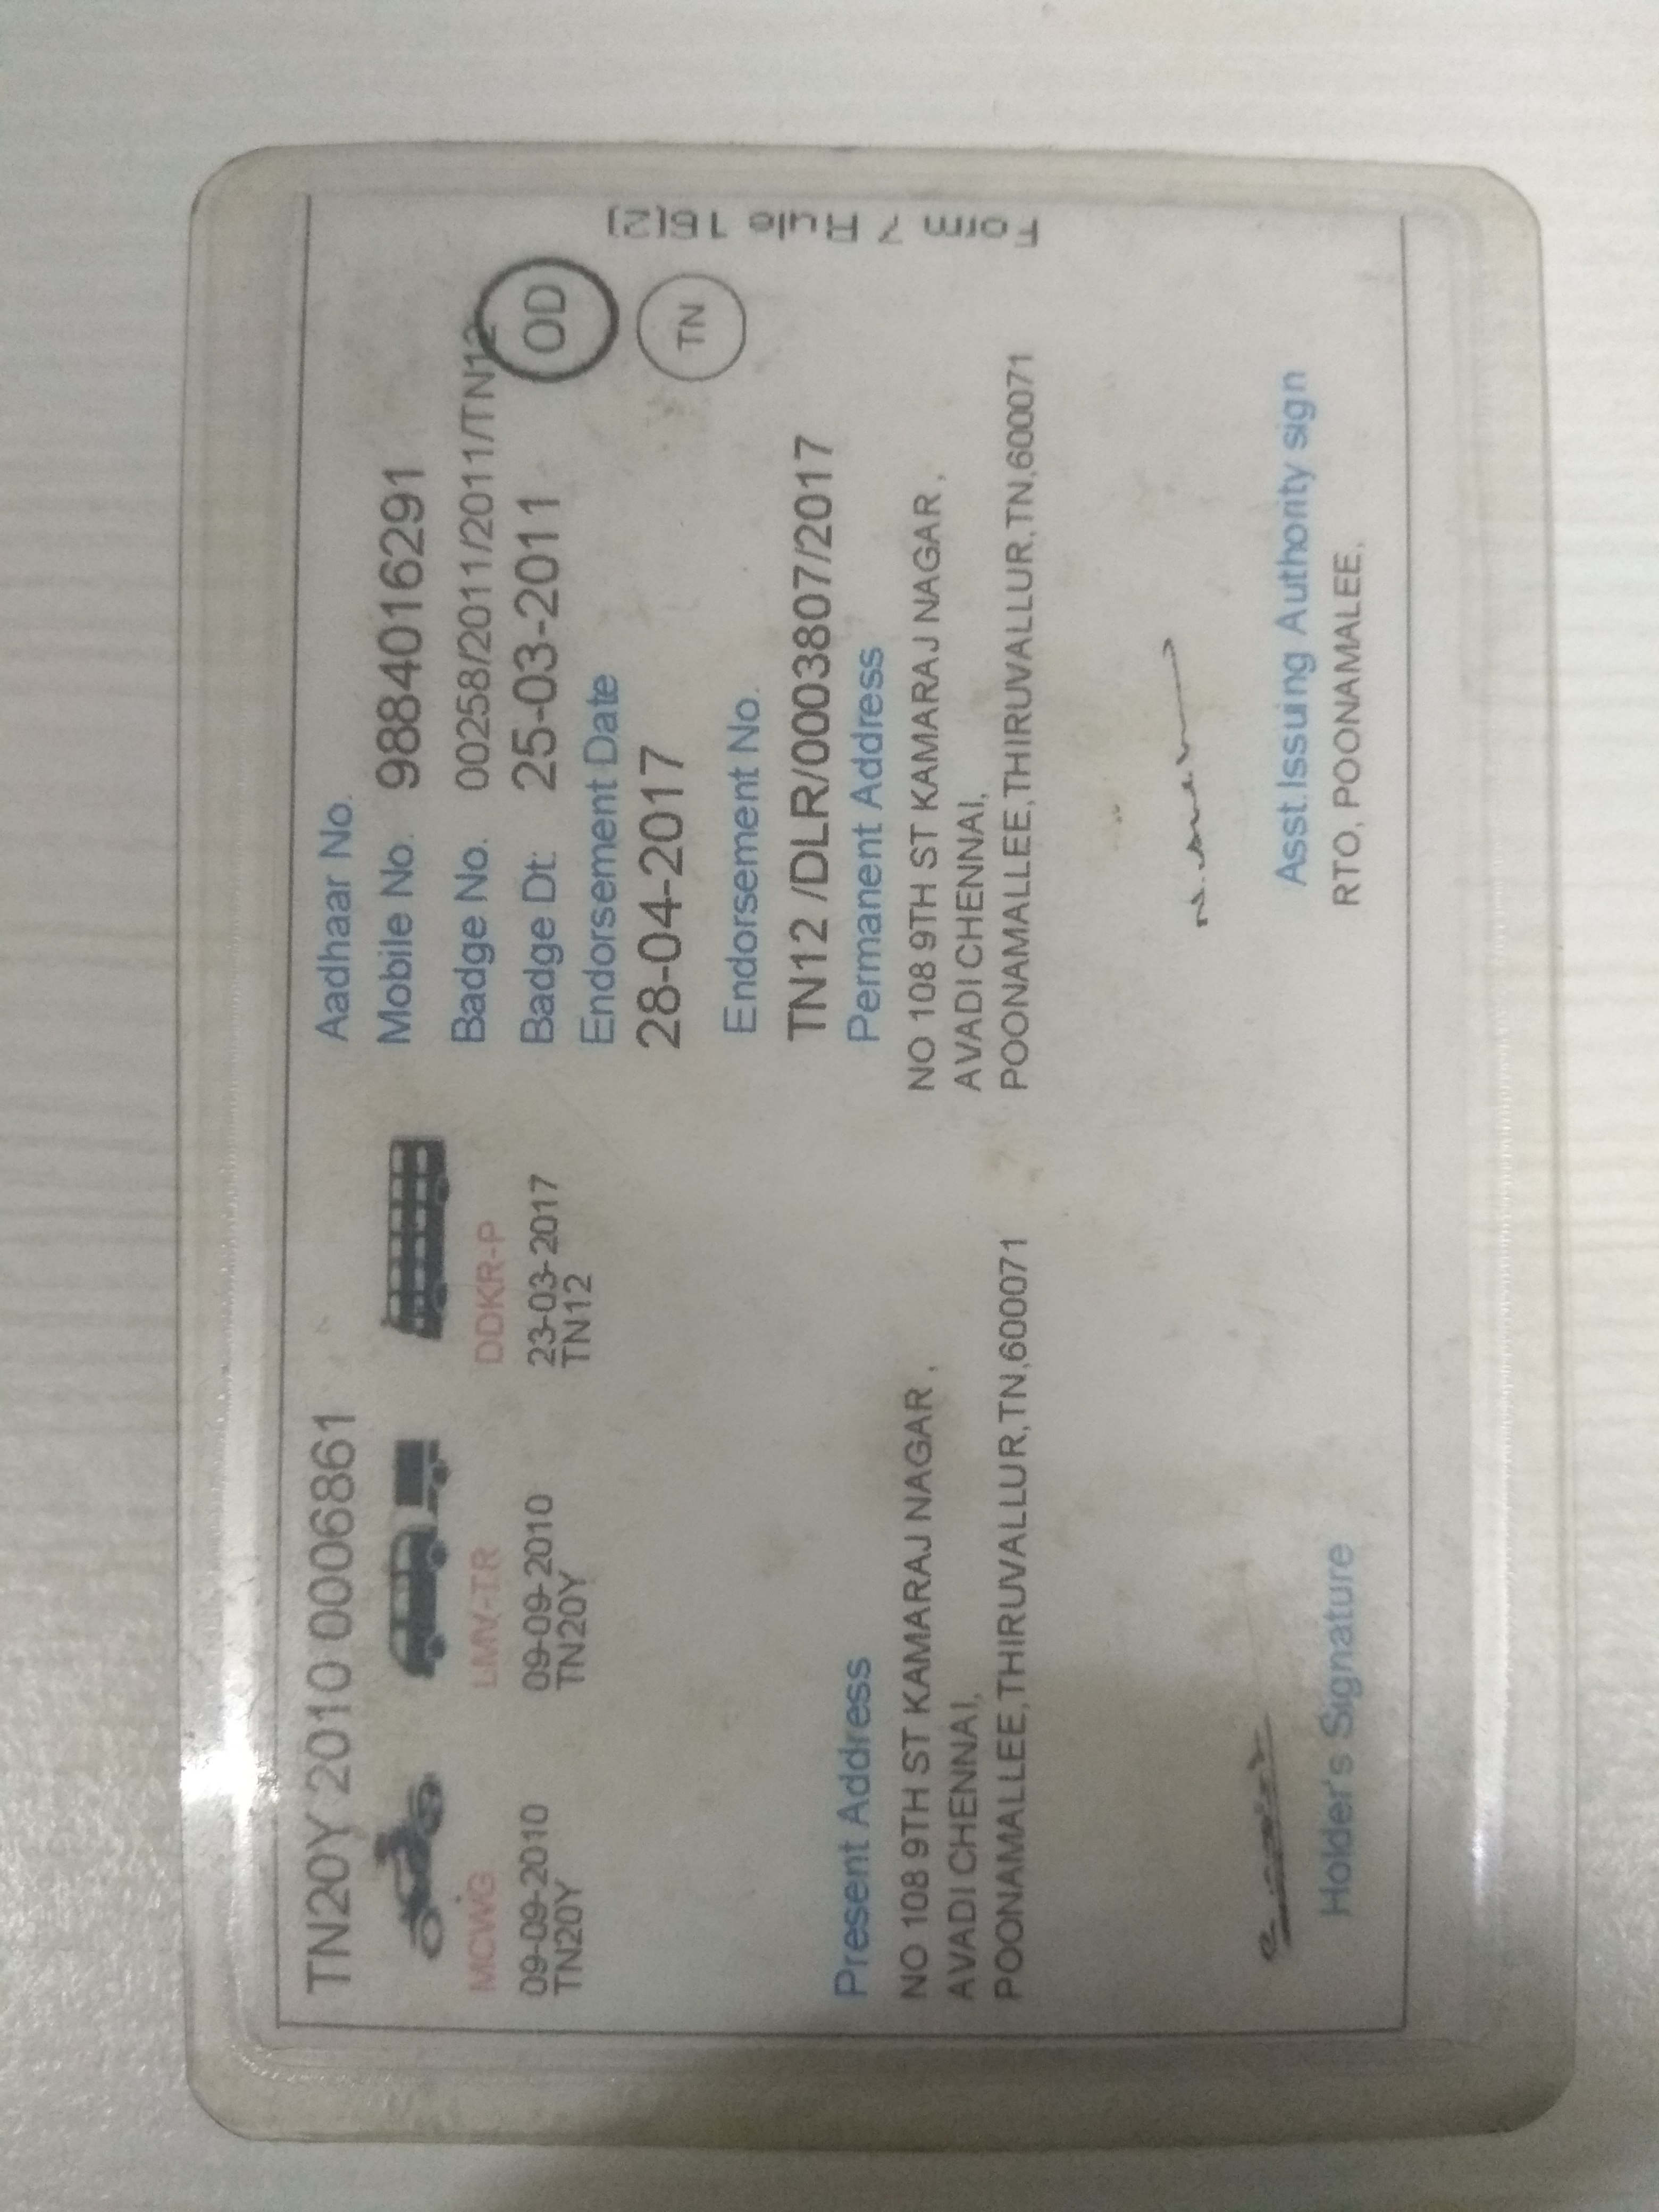 TN20Y 2010 0006861
MCWG
09-09-2010
TN20Y
LMV-TR
09-09-2010
TN20Y
DDKR-P
23-03-2017
TN12
Aadhaar No.
Mobile No. 9884016291
Badge No. 00258/2011/2011/TN12
Badge Dt: 25-03-2011
Endorsement Date
28-04-2017
Endorsement No.
TN12 /DLR/0003807/2017
OD
TN
Form 7 Rule 16(2)
Present Address
NO 108 9TH ST KAMARAJ NAGAR ,
AVADI CHENNAI,
POONAMALLEE,THIRUVALLUR,TN,600071
Permanent Address
NO 108 9TH ST KAMARAJ NAGAR ,
AVADI CHENNAI,
POONAMALLEE,THIRUVALLUR,TN,600071
Holder's Signature
Asst.Issuing Authority sign
RTO, POONAMALEE,